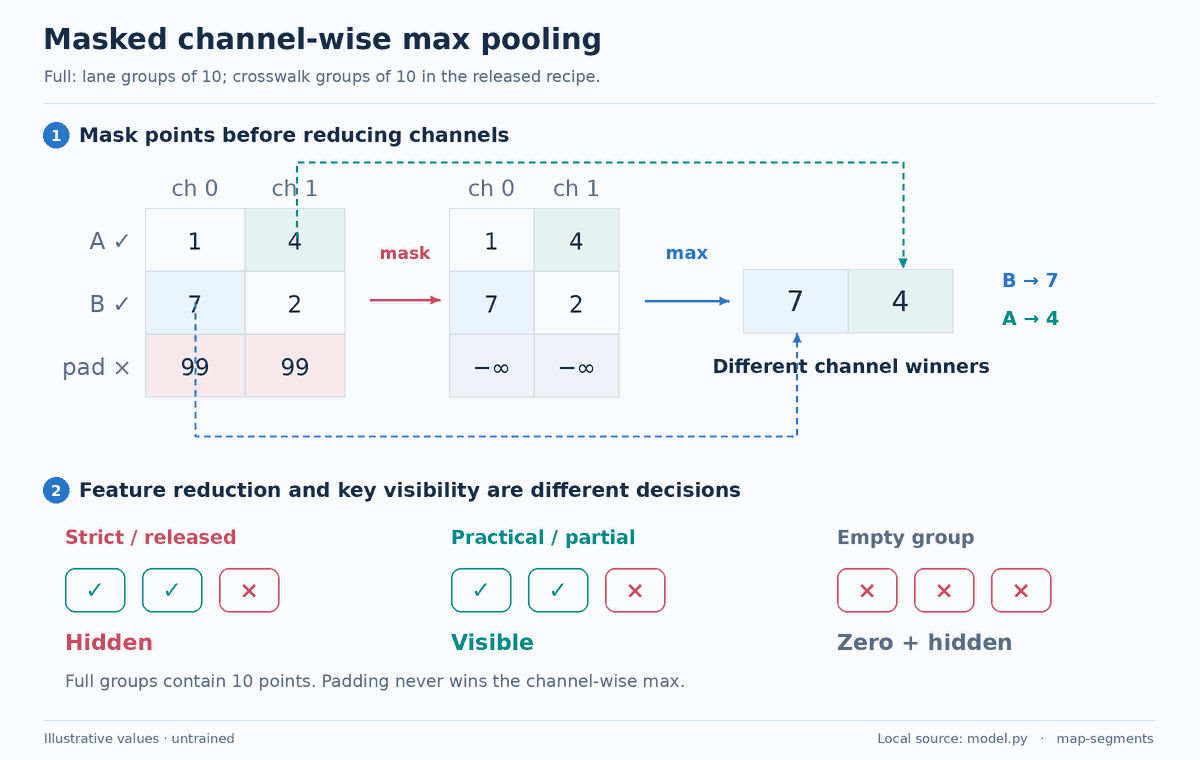 Masked channel-wise max pooling
Full: lane groups of 10; crosswalk groups of 10 in the released recipe.
1 Mask points before reducing channels
ch 0 ch 1 ch 0 ch 1
A ✓ 1 4 mask 1 4 max
B ✓ 7 2 7 2 7 4 B → 7
A → 4
pad × 99 99 −∞ −∞ Different channel winners
2 Feature reduction and key visibility are different decisions
Strict / released Practical / partial Empty group
✓ ✓ × ✓ ✓ × × × ×
Hidden Visible Zero + hidden
Full groups contain 10 points. Padding never wins the channel-wise max.
Illustrative values · untrained Local source: model.py · map-segments